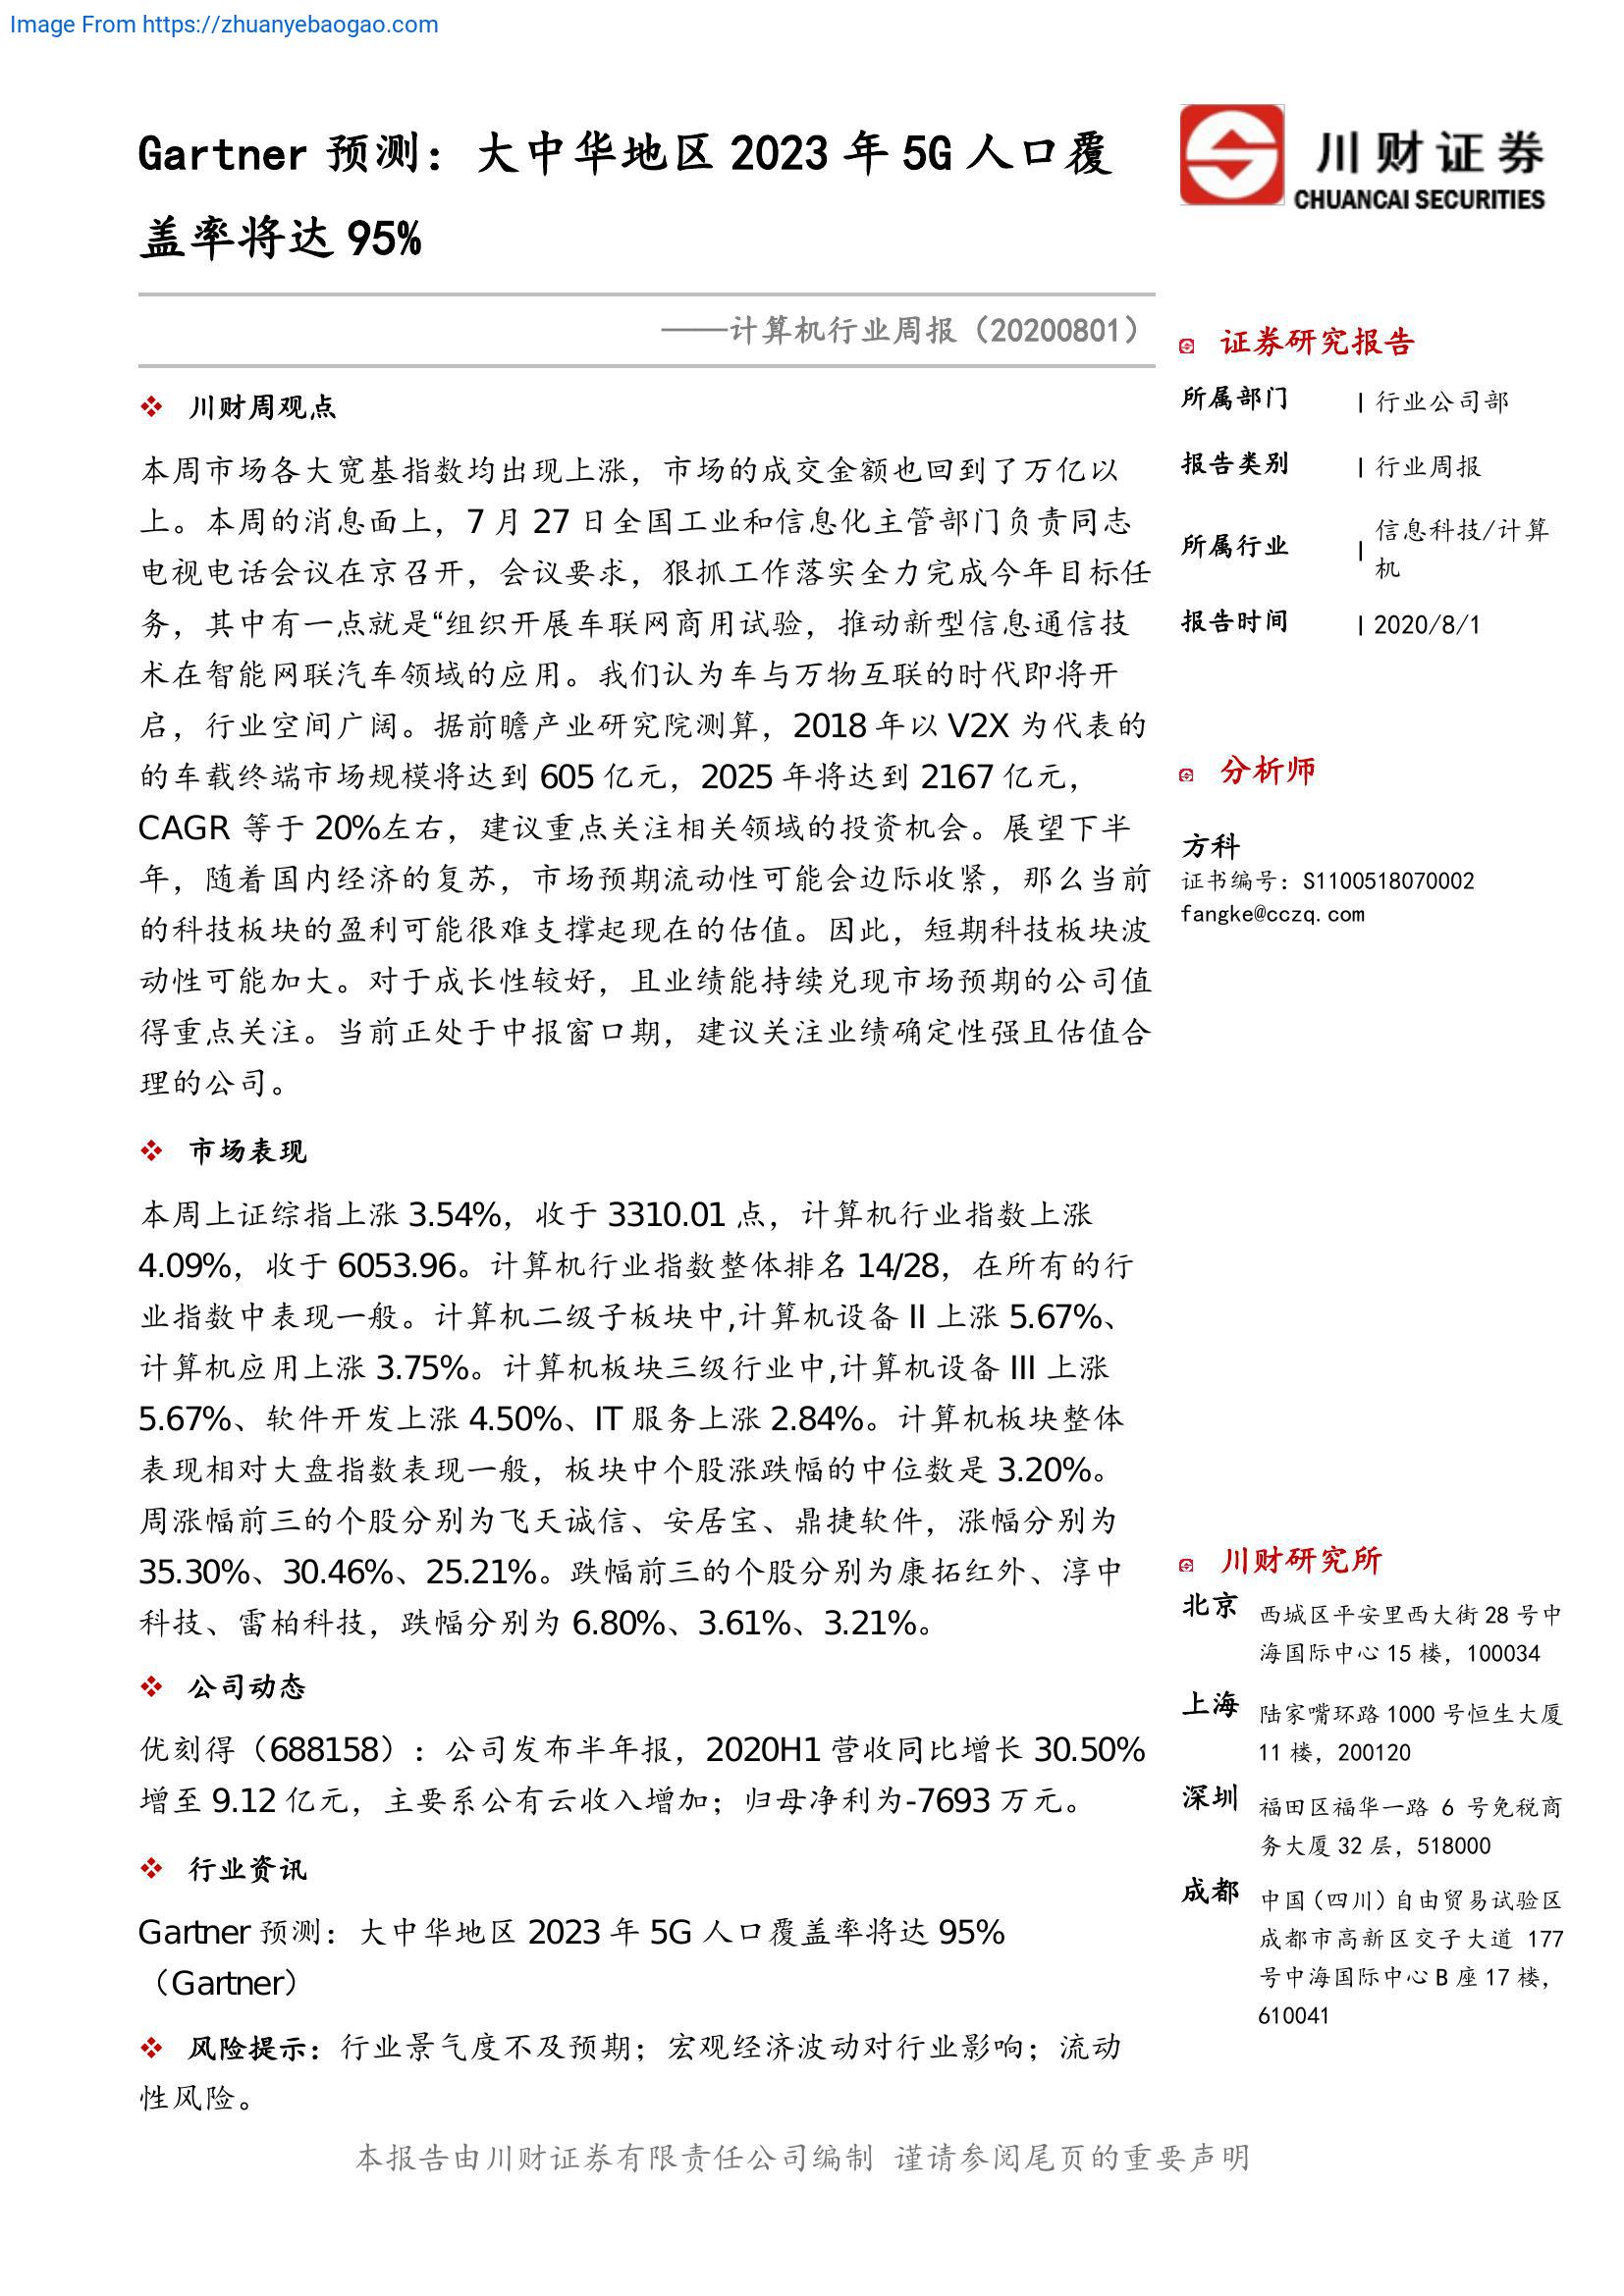 Image From https://zhuanyebaogao.com
Gartner 预测：大中华地区 2023 年 5G 人口覆
盖率将达 95%
川财证券
CHUANCAI SECURITIES
——计算机行业周报（20200801）
❖ 川财周观点
本周市场各大宽基指数均出现上涨，市场的成交金额也回到了万亿以
上。本周的消息面上，7 月 27 日全国工业和信息化主管部门负责同志
电视电话会议在京召开，会议要求，狠抓工作落实全力完成今年目标任
务，其中有一点就是“组织开展车联网商用试验，推动新型信息通信技
术在智能网联汽车领域的应用。我们认为车与万物互联的时代即将开
启，行业空间广阔。据前瞻产业研究院测算，2018 年以 V2X 为代表的
的车载终端市场规模将达到 605 亿元，2025 年将达到 2167 亿元，
CAGR 等于 20%左右，建议重点关注相关领域的投资机会。展望下半
年，随着国内经济的复苏，市场预期流动性可能会边际收紧，那么当前
的科技板块的盈利可能很难支撑起现在的估值。因此，短期科技板块波
动性可能加大。对于成长性较好，且业绩能持续兑现市场预期的公司值
得重点关注。当前正处于中报窗口期，建议关注业绩确定性强且估值合
理的公司。
❖ 市场表现
本周上证综指上涨 3.54%，收于 3310.01 点，计算机行业指数上涨
4.09%，收于 6053.96。计算机行业指数整体排名 14/28，在所有的行
业指数中表现一般。计算机二级子板块中,计算机设备 II 上涨 5.67%、
计算机应用上涨 3.75%。计算机板块三级行业中,计算机设备 III 上涨
5.67%、软件开发上涨 4.50%、IT 服务上涨 2.84%。计算机板块整体
表现相对大盘指数表现一般，板块中个股涨跌幅的中位数是 3.20%。
周涨幅前三的个股分别为飞天诚信、安居宝、鼎捷软件，涨幅分别为
35.30%、30.46%、25.21%。跌幅前三的个股分别为康拓红外、淳中
科技、雷柏科技，跌幅分别为 6.80%、3.61%、3.21%。
❖ 公司动态
优刻得（688158）：公司发布半年报，2020H1 营收同比增长 30.50%
增至 9.12 亿元，主要系公有云收入增加；归母净利为-7693 万元。
❖ 行业资讯
Gartner 预测：大中华地区 2023 年 5G 人口覆盖率将达 95%
（Gartner）
❖ 风险提示：行业景气度不及预期；宏观经济波动对行业影响；流动
性风险。
证券研究报告
所属部门 | 行业公司部
报告类别 | 行业周报
所属行业 | 信息科技/计算
机
报告时间 | 2020/8/1
分析师
方科
证书编号：S1100518070002
fangke@cczq.com
川财研究所
北京 西城区平安里西大街 28 号中
海国际中心 15 楼，100034
上海 陆家嘴环路 1000 号恒生大厦
11 楼，200120
深圳 福田区福华一路 6 号免税商
务大厦 32 层，518000
成都 中国（四川）自由贸易试验区
成都市高新区交子大道 177
号中海国际中心 B 座 17 楼，
610041
本报告由川财证券有限责任公司编制 谨请参阅尾页的重要声明